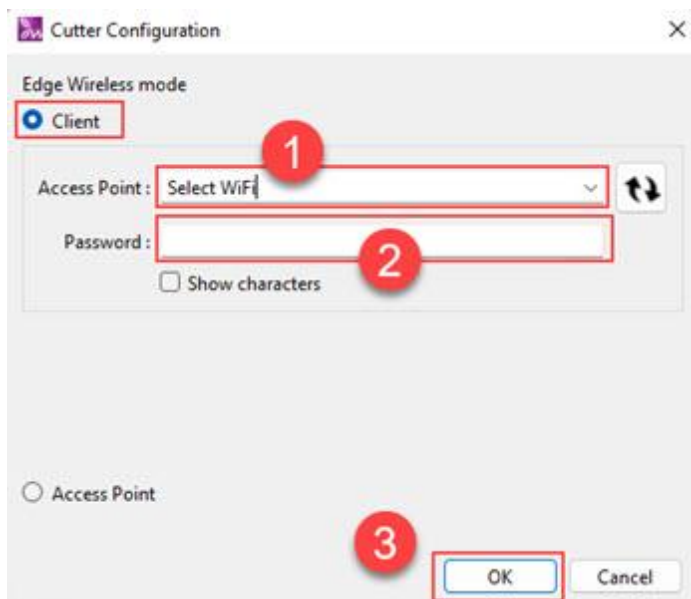 Cutter Configuration
Edge Wireless mode
Client
1
Access Point : Select WiFi
Password :
2
Show characters
Access Point
3
OK Cancel